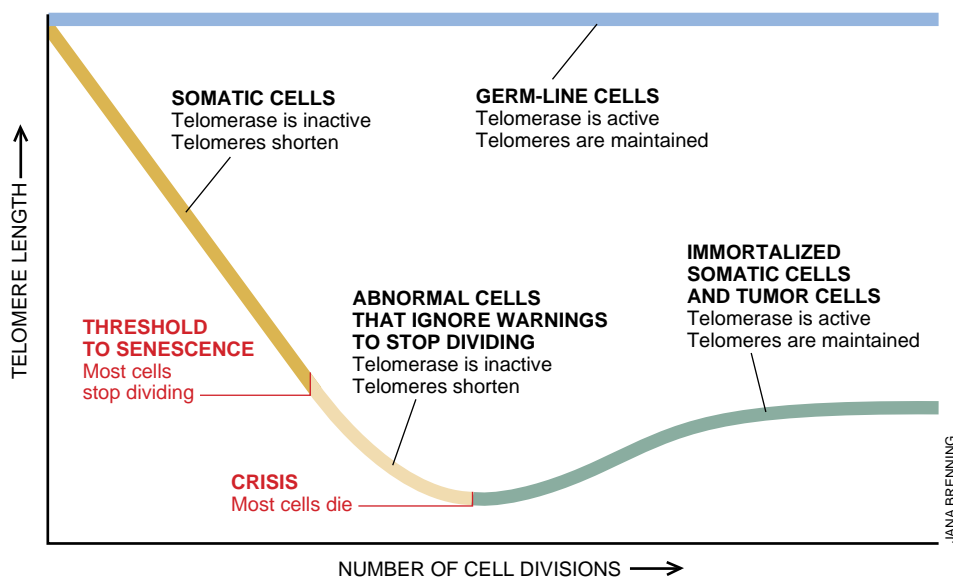 SOMATIC CELLS
Telomerase is inactive
Telomeres shorten
GERM-LINE CELLS
Telomerase is active
Telomeres are maintained
TELOMERE LENGTH
THRESHOLD
TO SENESCENCE
Most cells
stop dividing
ABNORMAL CELLS
THAT IGNORE WARNINGS
TO STOP DIVIDING
Telomerase is inactive
Telomeres shorten
IMMORTALIZED
SOMATIC CELLS
AND TUMOR CELLS
Telomerase is active
Telomeres are maintained
CRISIS
Most cells die
JANA BRENNING
NUMBER OF CELL DIVISIONS